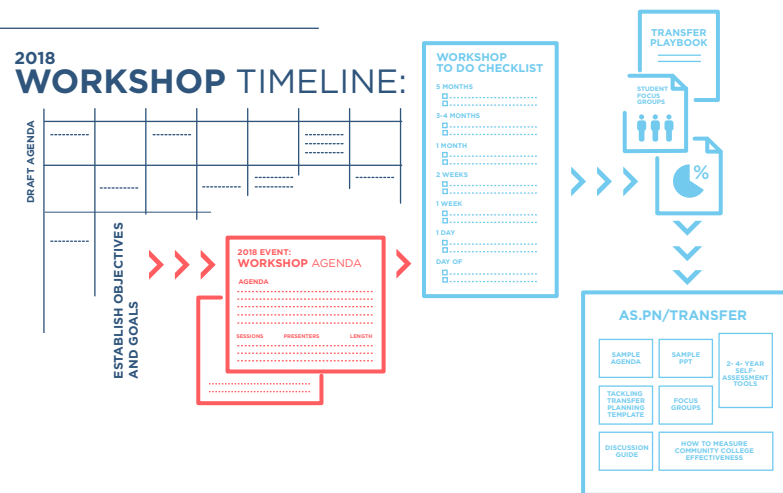 2018
WORKSHOP TIMELINE:
DRAFT AGENDA
ESTABLISH OBJECTIVES
AND GOALS
2018 EVENT:
WORKSHOP AGENDA
AGENDA
SESSIONS PRESENTERS LENGTH
WORKSHOP
TO DO CHECKLIST
5 MONTHS
3-4 MONTHS
1 MONTH
2 WEEKS
1 WEEK
1 DAY
DAY OF
TRANSFER
PLAYBOOK
STUDENT
FOCUS
GROUPS
%
AS.PN/TRANSFER
SAMPLE
AGENDA
SAMPLE
PPT
2- 4- YEAR
SELF-
ASSESSMENT
TOOLS
TACKLING
TRANSFER
PLANNING
TEMPLATE
FOCUS
GROUPS
DISCUSSION
GUIDE
HOW TO MEASURE
COMMUNITY COLLEGE
EFFECTIVENESS